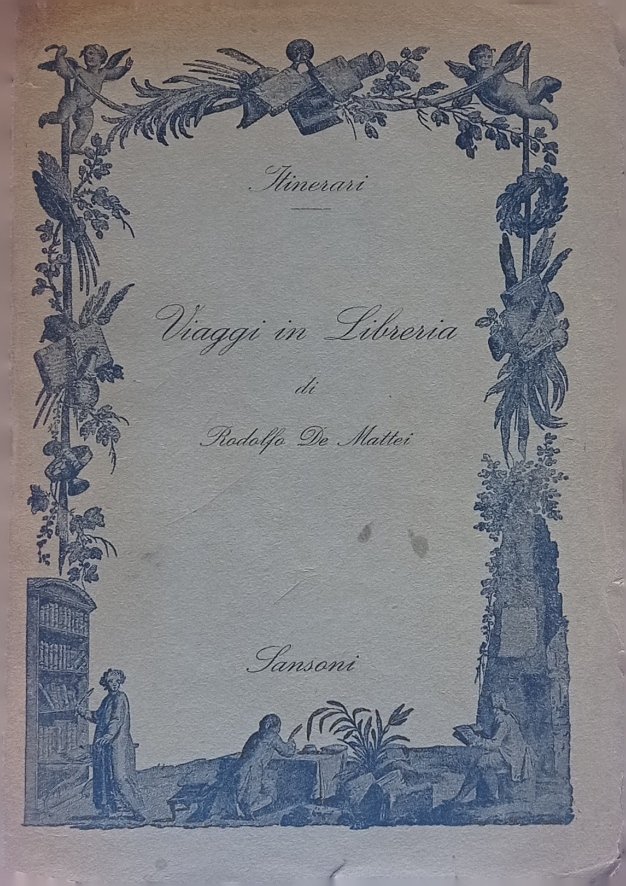 Itinerari
Viaggi in Libreria
di
Rodolfo De Mattei
Sansoni